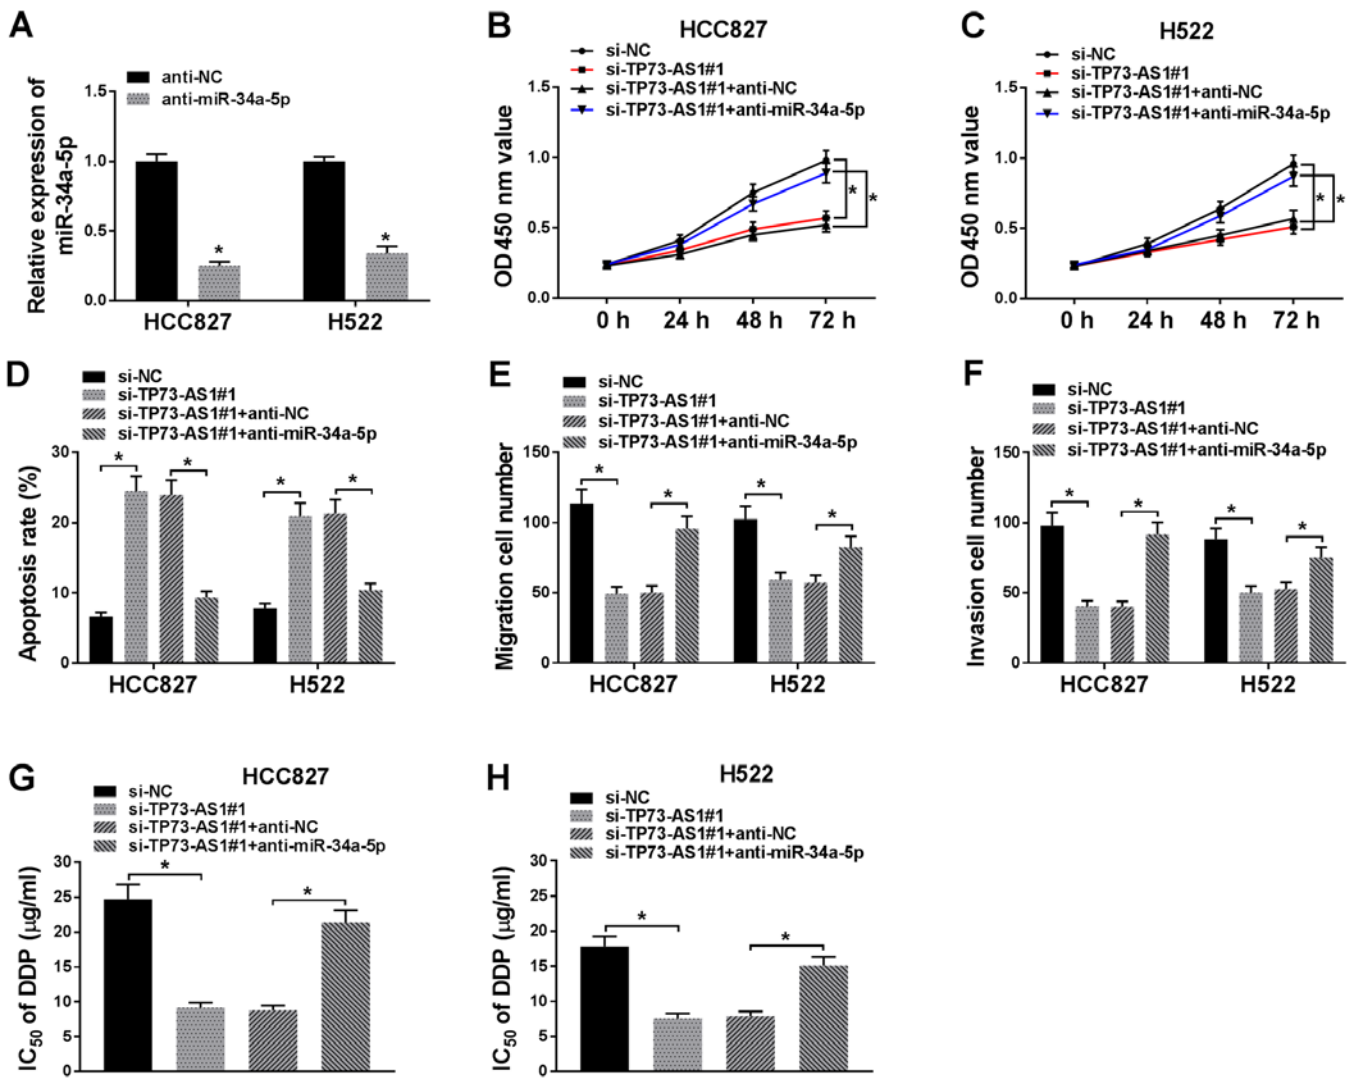 A
anti-NC
anti-miR-34a-5p
Relative expression of
miR-34a-5p
1.5
1.0
0.5
0.0
*
*
HCC827
H522
B
HCC827
si-NC
si-TP73-AS1#1
si-TP73-AS1#1+anti-NC
si-TP73-AS1#1+anti-miR-34a-5p
OD450 nm value
1.5
1.0
0.5
0.0
*
*
0 h
24 h
48 h
72 h
C
H522
si-NC
si-TP73-AS1#1
si-TP73-AS1#1+anti-NC
si-TP73-AS1#1+anti-miR-34a-5p
OD450 nm value
1.5
1.0
0.5
0.0
*
*
0 h
24 h
48 h
72 h
D
si-NC
si-TP73-AS1#1
si-TP73-AS1#1+anti-NC
si-TP73-AS1#1+anti-miR-34a-5p
Apoptosis rate (%)
30
20
10
0
*
*
*
*
HCC827
H522
E
si-NC
si-TP73-AS1#1
si-TP73-AS1#1+anti-NC
si-TP73-AS1#1+anti-miR-34a-5p
Migration cell number
150
100
50
0
*
*
*
*
HCC827
H522
F
si-NC
si-TP73-AS1#1
si-TP73-AS1#1+anti-NC
si-TP73-AS1#1+anti-miR-34a-5p
Invasion cell number
150
100
50
0
*
*
*
*
HCC827
H522
G
HCC827
si-NC
si-TP73-AS1#1
si-TP73-AS1#1+anti-NC
si-TP73-AS1#1+anti-miR-34a-5p
IC50 of DDP (μg/ml)
30
25
20
15
10
5
0
*
*
H
H522
si-NC
si-TP73-AS1#1
si-TP73-AS1#1+anti-NC
si-TP73-AS1#1+anti-miR-34a-5p
IC50 of DDP (μg/ml)
30
25
20
15
10
5
0
*
*